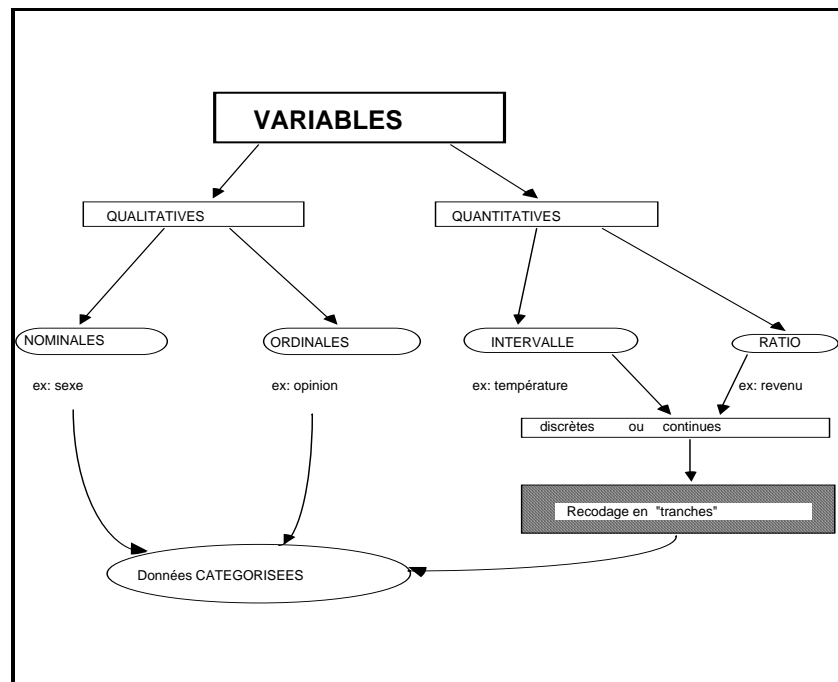 VARIABLES
QUALITATIVES
QUANTITATIVES
NOMINALES
ORDINALES
INTERVALLE
RATIO
ex: sexe
ex: opinion
ex: température
ex: revenu
discrètes ou continues
Recodage en "tranches"
Données CATEGORISEES